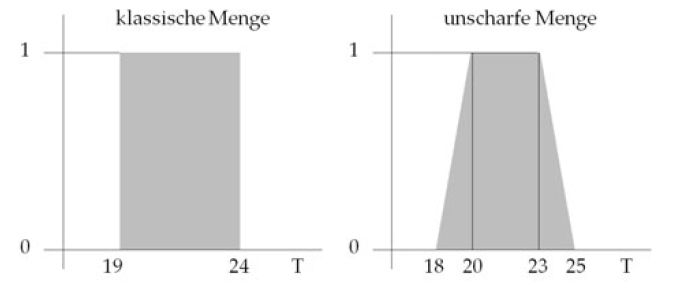 klassische Menge
1
0
19 24 T
unscharfe Menge
1
0
18 20 23 25 T